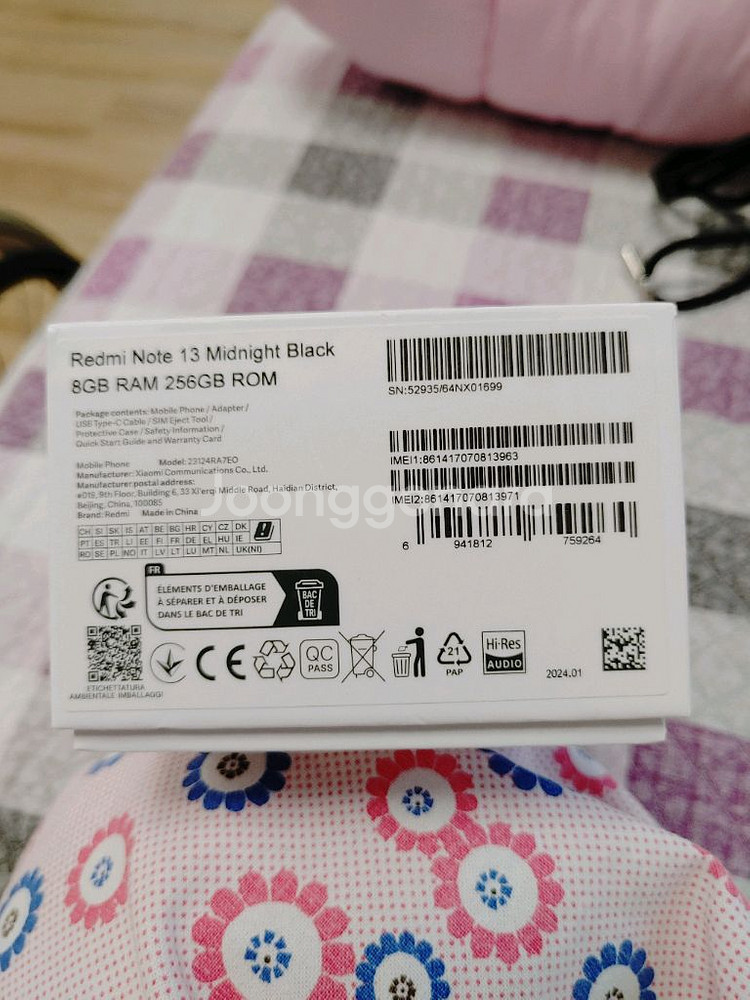 Redmi Note 13 Midnight Black
8GB RAM 256GB ROM
Package contents: Mobile Phone / Adapter /
USB Type-C Cable / SIM Eject Tool /
Protective Case / Safety Information /
Quick Start Guide and Warranty Card
Mobile Phone Model: 23124RA7EO
Manufacturer: Xiaomi Communications Co., Ltd.
Manufacturer postal address:
#019, 9th Floor, Building 6, 33 Xi'erqi Middle Road, Haidian District,
Beijing, China, 100085
Brand: Redmi Made in China
CH SI SK IS AT BE BG HR CY CZ DK
PT ES TR LI EE FI FR DE EL HU IE
RO SE PL NO IT LV LT LU MT NL UK(NI)
SN:52935/64NX01699
IMEI1:861417070813963
IMEI2:861417070813971
6 941812 759264
Joonggonara
FR
ÉLÉMENTS D'EMBALLAGE
À SÉPARER ET À DÉPOSER
DANS LE BAC DE TRI
BAC
DE
TRI
ETICHETTATURA
AMBIENTALE IMBALLAGGI
CE
QC
PASS
21
PAP
Hi-Res
AUDIO
2024.01